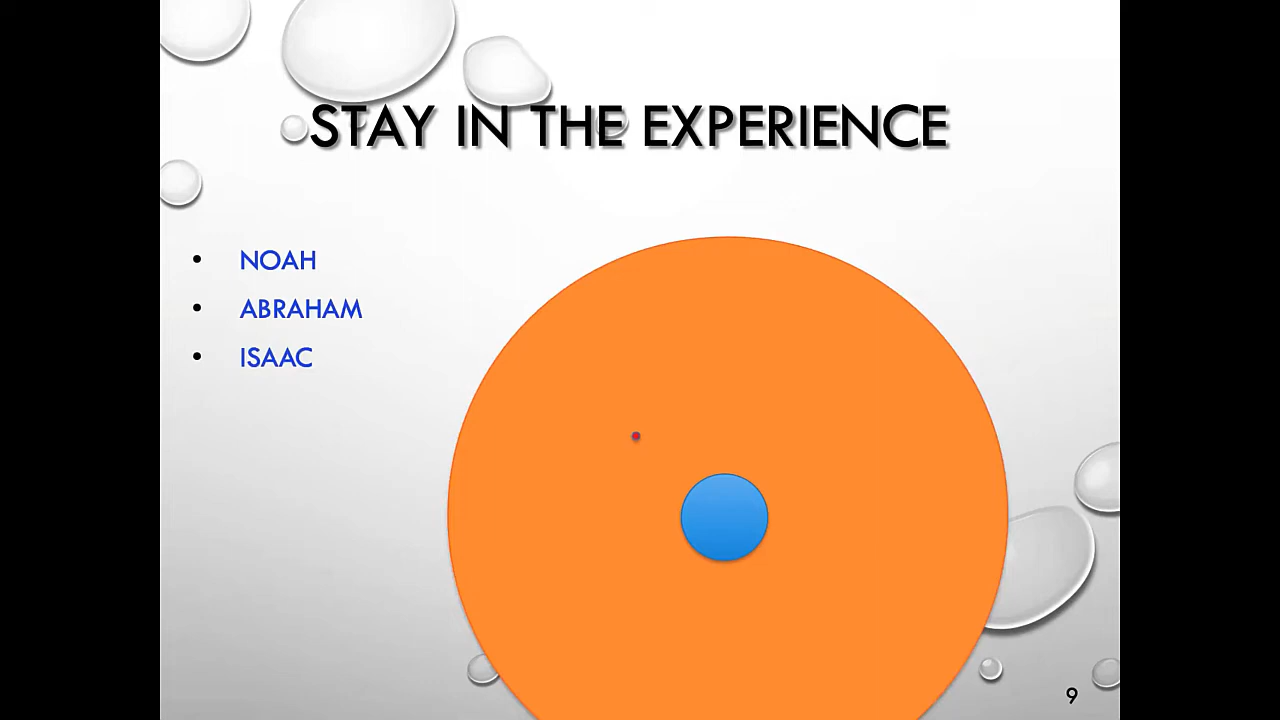 STAY IN THE EXPERIENCE
• NOAH
• ABRAHAM
• ISAAC
9